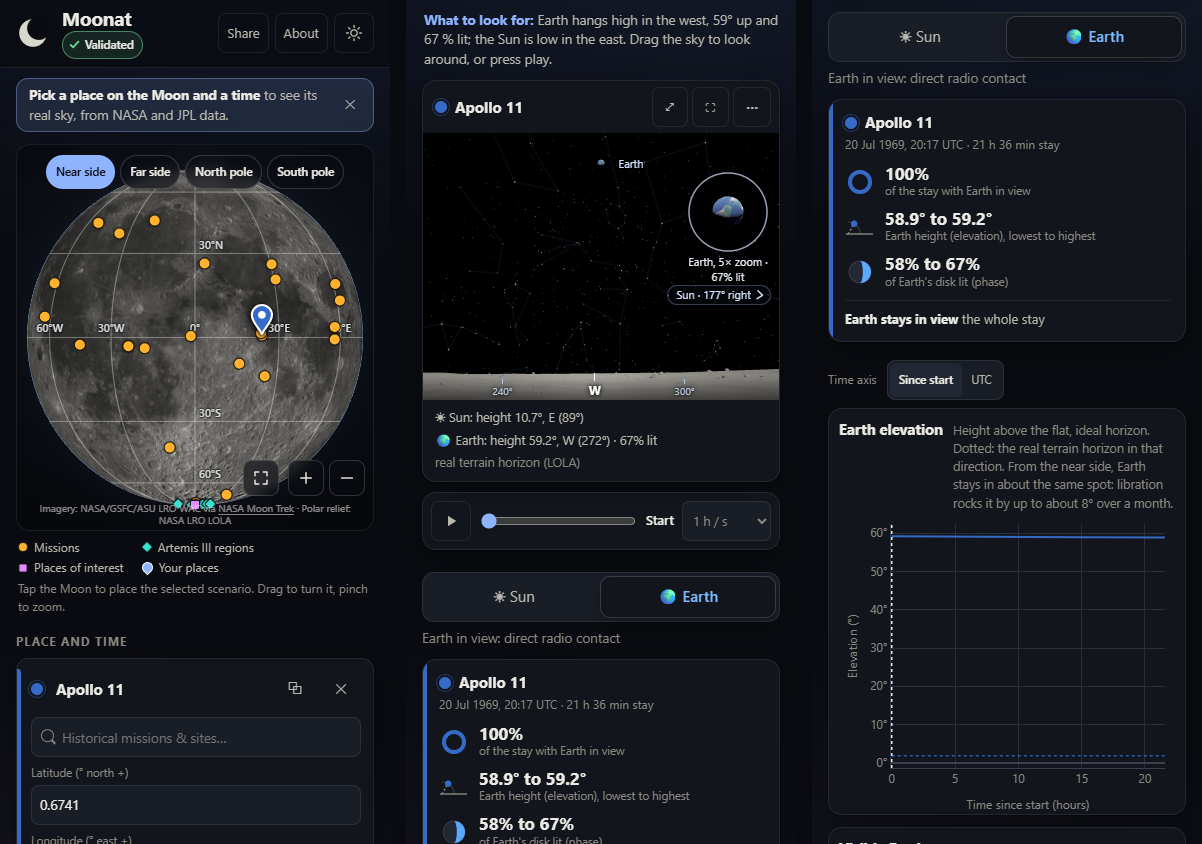 Moonat
Validated
Share
About
Pick a place on the Moon and a time to see its
real sky, from NASA and JPL data.
Near side
Far side
North pole
South pole
30°N
60°W
30°W
0°
30°E
°E
30°S
60°S
Imagery: NASA/GSFC/ASU LRO WAC via NASA Moon Trek · Polar relief:
NASA LRO LOLA
Missions
Artemis III regions
Places of interest
Your places
Tap the Moon to place the selected scenario. Drag to turn it, pinch
to zoom.
PLACE AND TIME
Apollo 11
Historical missions & sites...
Latitude (° north +)
0.6741
Longitude (° east +)
What to look for: Earth hangs high in the west, 59° up and
67 % lit; the Sun is low in the east. Drag the sky to look
around, or press play.
Apollo 11
Earth
Earth, 5× zoom ·
67% lit
Sun · 177° right
240°
W
300°
Sun: height 10.7°, E (89°)
Earth: height 59.2°, W (272°) · 67% lit
real terrain horizon (LOLA)
Start
1 h / s
Sun
Earth
Earth in view: direct radio contact
Apollo 11
20 Jul 1969, 20:17 UTC · 21 h 36 min stay
100%
of the stay with Earth in view
58.9° to 59.2°
Earth height (elevation), lowest to highest
58% to 67%
of Earth's disk lit (phase)
Sun
Earth
Earth in view: direct radio contact
Apollo 11
20 Jul 1969, 20:17 UTC · 21 h 36 min stay
100%
of the stay with Earth in view
58.9° to 59.2°
Earth height (elevation), lowest to highest
58% to 67%
of Earth's disk lit (phase)
Earth stays in view the whole stay
Time axis
Since start
UTC
Earth elevation
Height above the flat, ideal horizon.
Dotted: the real terrain horizon in that
direction. From the near side, Earth
stays in about the same spot: libration
rocks it by up to about 8° over a month.
60°
50°
40°
30°
20°
10°
0°
Elevation (°)
0
5
10
15
20
Time since start (hours)